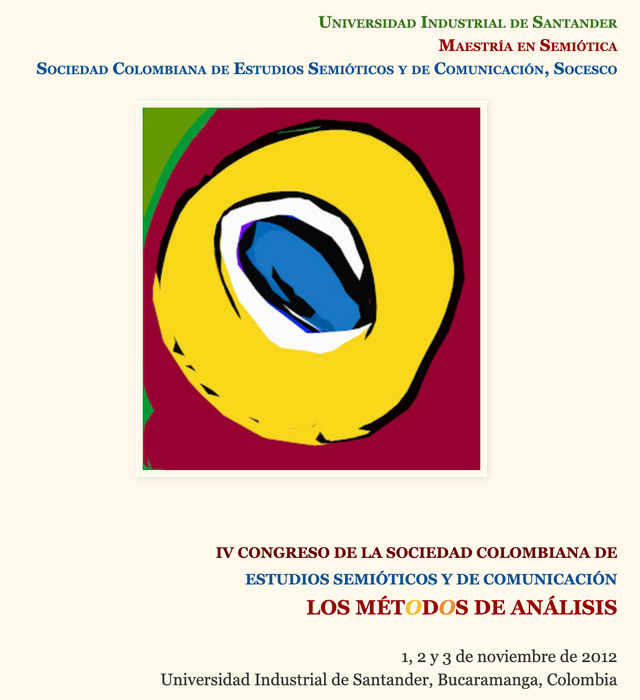 Universidad Industrial de Santander
Maestría en Semiótica
Sociedad Colombiana de Estudios Semióticos y de Comunicación, Socesco
IV CONGRESO DE LA SOCIEDAD COLOMBIANA DE
ESTUDIOS SEMIÓTICOS Y DE COMUNICACIÓN
LOS MÉTODOS DE ANÁLISIS
1, 2 y 3 de noviembre de 2012
Universidad Industrial de Santander, Bucaramanga, Colombia